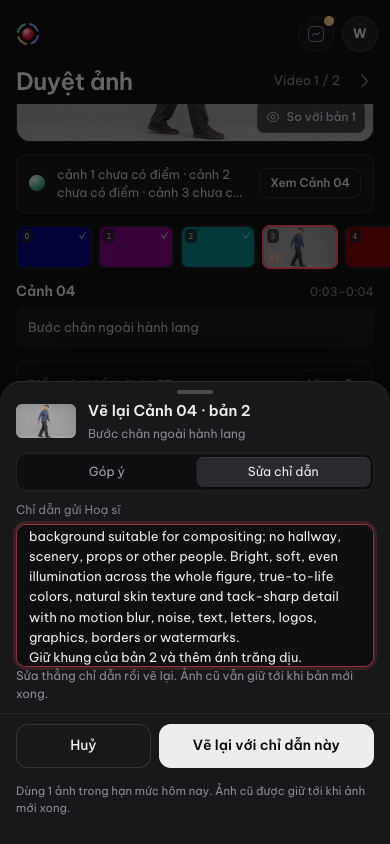 W
Duyệt ảnh
Video 1 / 2
So với bản 1
cảnh 1 chưa có điểm · cảnh 2
chưa có điểm · cảnh 3 chưa c...
Xem Cảnh 04
0
1
2
3
4
Cảnh 04
0:03–0:04
Bước chân ngoài hành lang
Vẽ lại Cảnh 04 · bản 2
Bước chân ngoài hành lang
Góp ý
Sửa chỉ dẫn
Chỉ dẫn gửi Hoạ sĩ
background suitable for compositing; no hallway,
scenery, props or other people. Bright, soft, even
illumination across the whole figure, true-to-life
colors, natural skin texture and tack-sharp detail
with no motion blur, noise, text, letters, logos,
graphics, borders or watermarks.
Giữ khung của bản 2 và thêm ánh trăng dịu.
Sửa thẳng chỉ dẫn rồi vẽ lại. Ảnh cũ vẫn giữ tới khi bản mới
xong.
Huỷ
Vẽ lại với chỉ dẫn này
Dùng 1 ảnh trong hạn mức hôm nay. Ảnh cũ được giữ tới khi ảnh
mới xong.